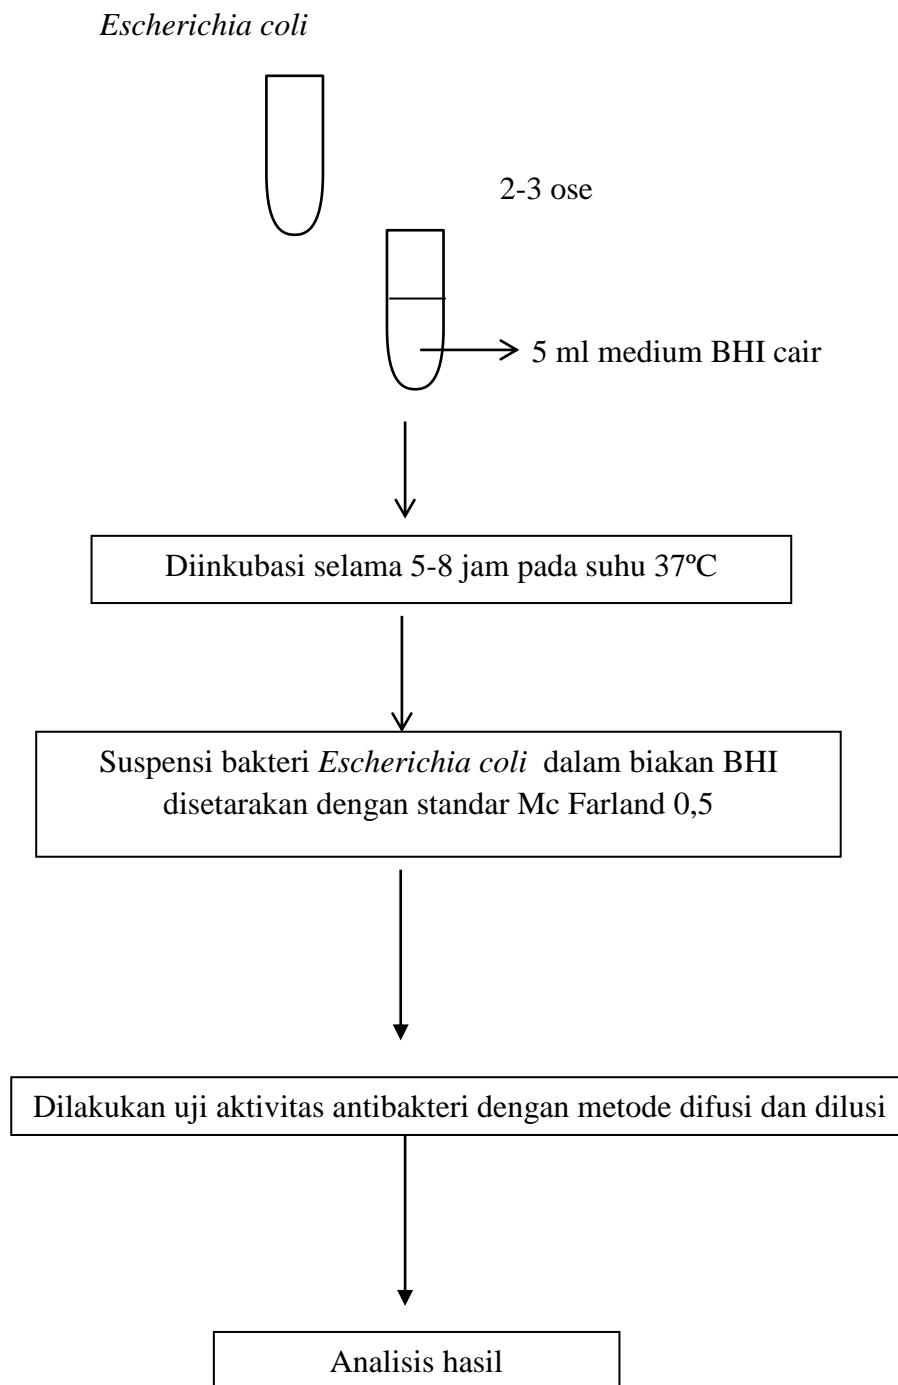 Escherichia coli
2-3 ose
5 ml medium BHI cair
Diinkubasi selama 5-8 jam pada suhu 37ºC
Suspensi bakteri Escherichia coli dalam biakan BHI
disetarakan dengan standar Mc Farland 0,5
Dilakukan uji aktivitas antibakteri dengan metode difusi dan dilusi
Analisis hasil